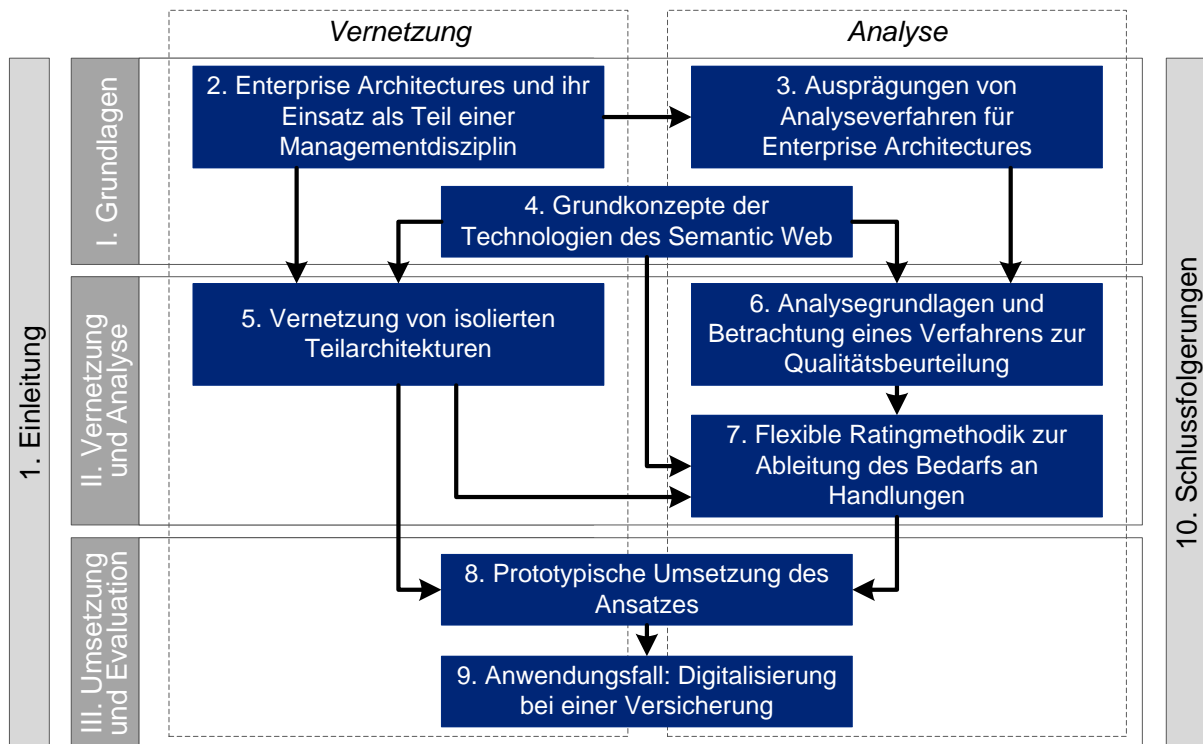 Vernetzung
Analyse
1. Einleitung
I. Grundlagen
2. Enterprise Architectures und ihr
Einsatz als Teil einer
Managementdisziplin
3. Ausprägungen von
Analyseverfahren für
Enterprise Architectures
4. Grundkonzepte der
Technologien des Semantic Web
II. Vernetzung
und Analyse
5. Vernetzung von isolierten
Teilarchitekturen
6. Analysegrundlagen und
Betrachtung eines Verfahrens zur
Qualitätsbeurteilung
7. Flexible Ratingmethodik zur
Ableitung des Bedarfs an
Handlungen
III. Umsetzung
und Evaluation
8. Prototypische Umsetzung des
Ansatzes
9. Anwendungsfall: Digitalisierung
bei einer Versicherung
10. Schlussfolgerungen